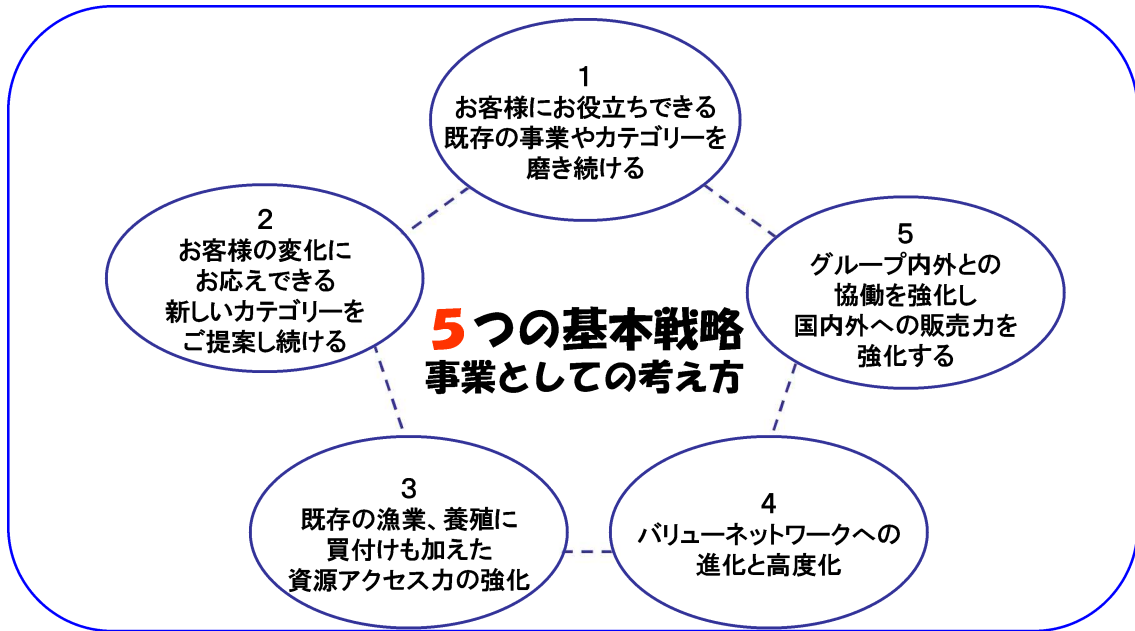 1
お客様にお役立ちできる
既存の事業やカテゴリーを
磨き続ける
2
お客様の変化に
お応えできる
新しいカテゴリーを
ご提案し続ける
5
グループ内外との
協働を強化し
国内外への販売力を
強化する
5つの基本戦略
事業としての考え方
3
既存の漁業、養殖に
買付けも加えた
資源アクセス力の強化
4
バリューネットワークへの
進化と高度化